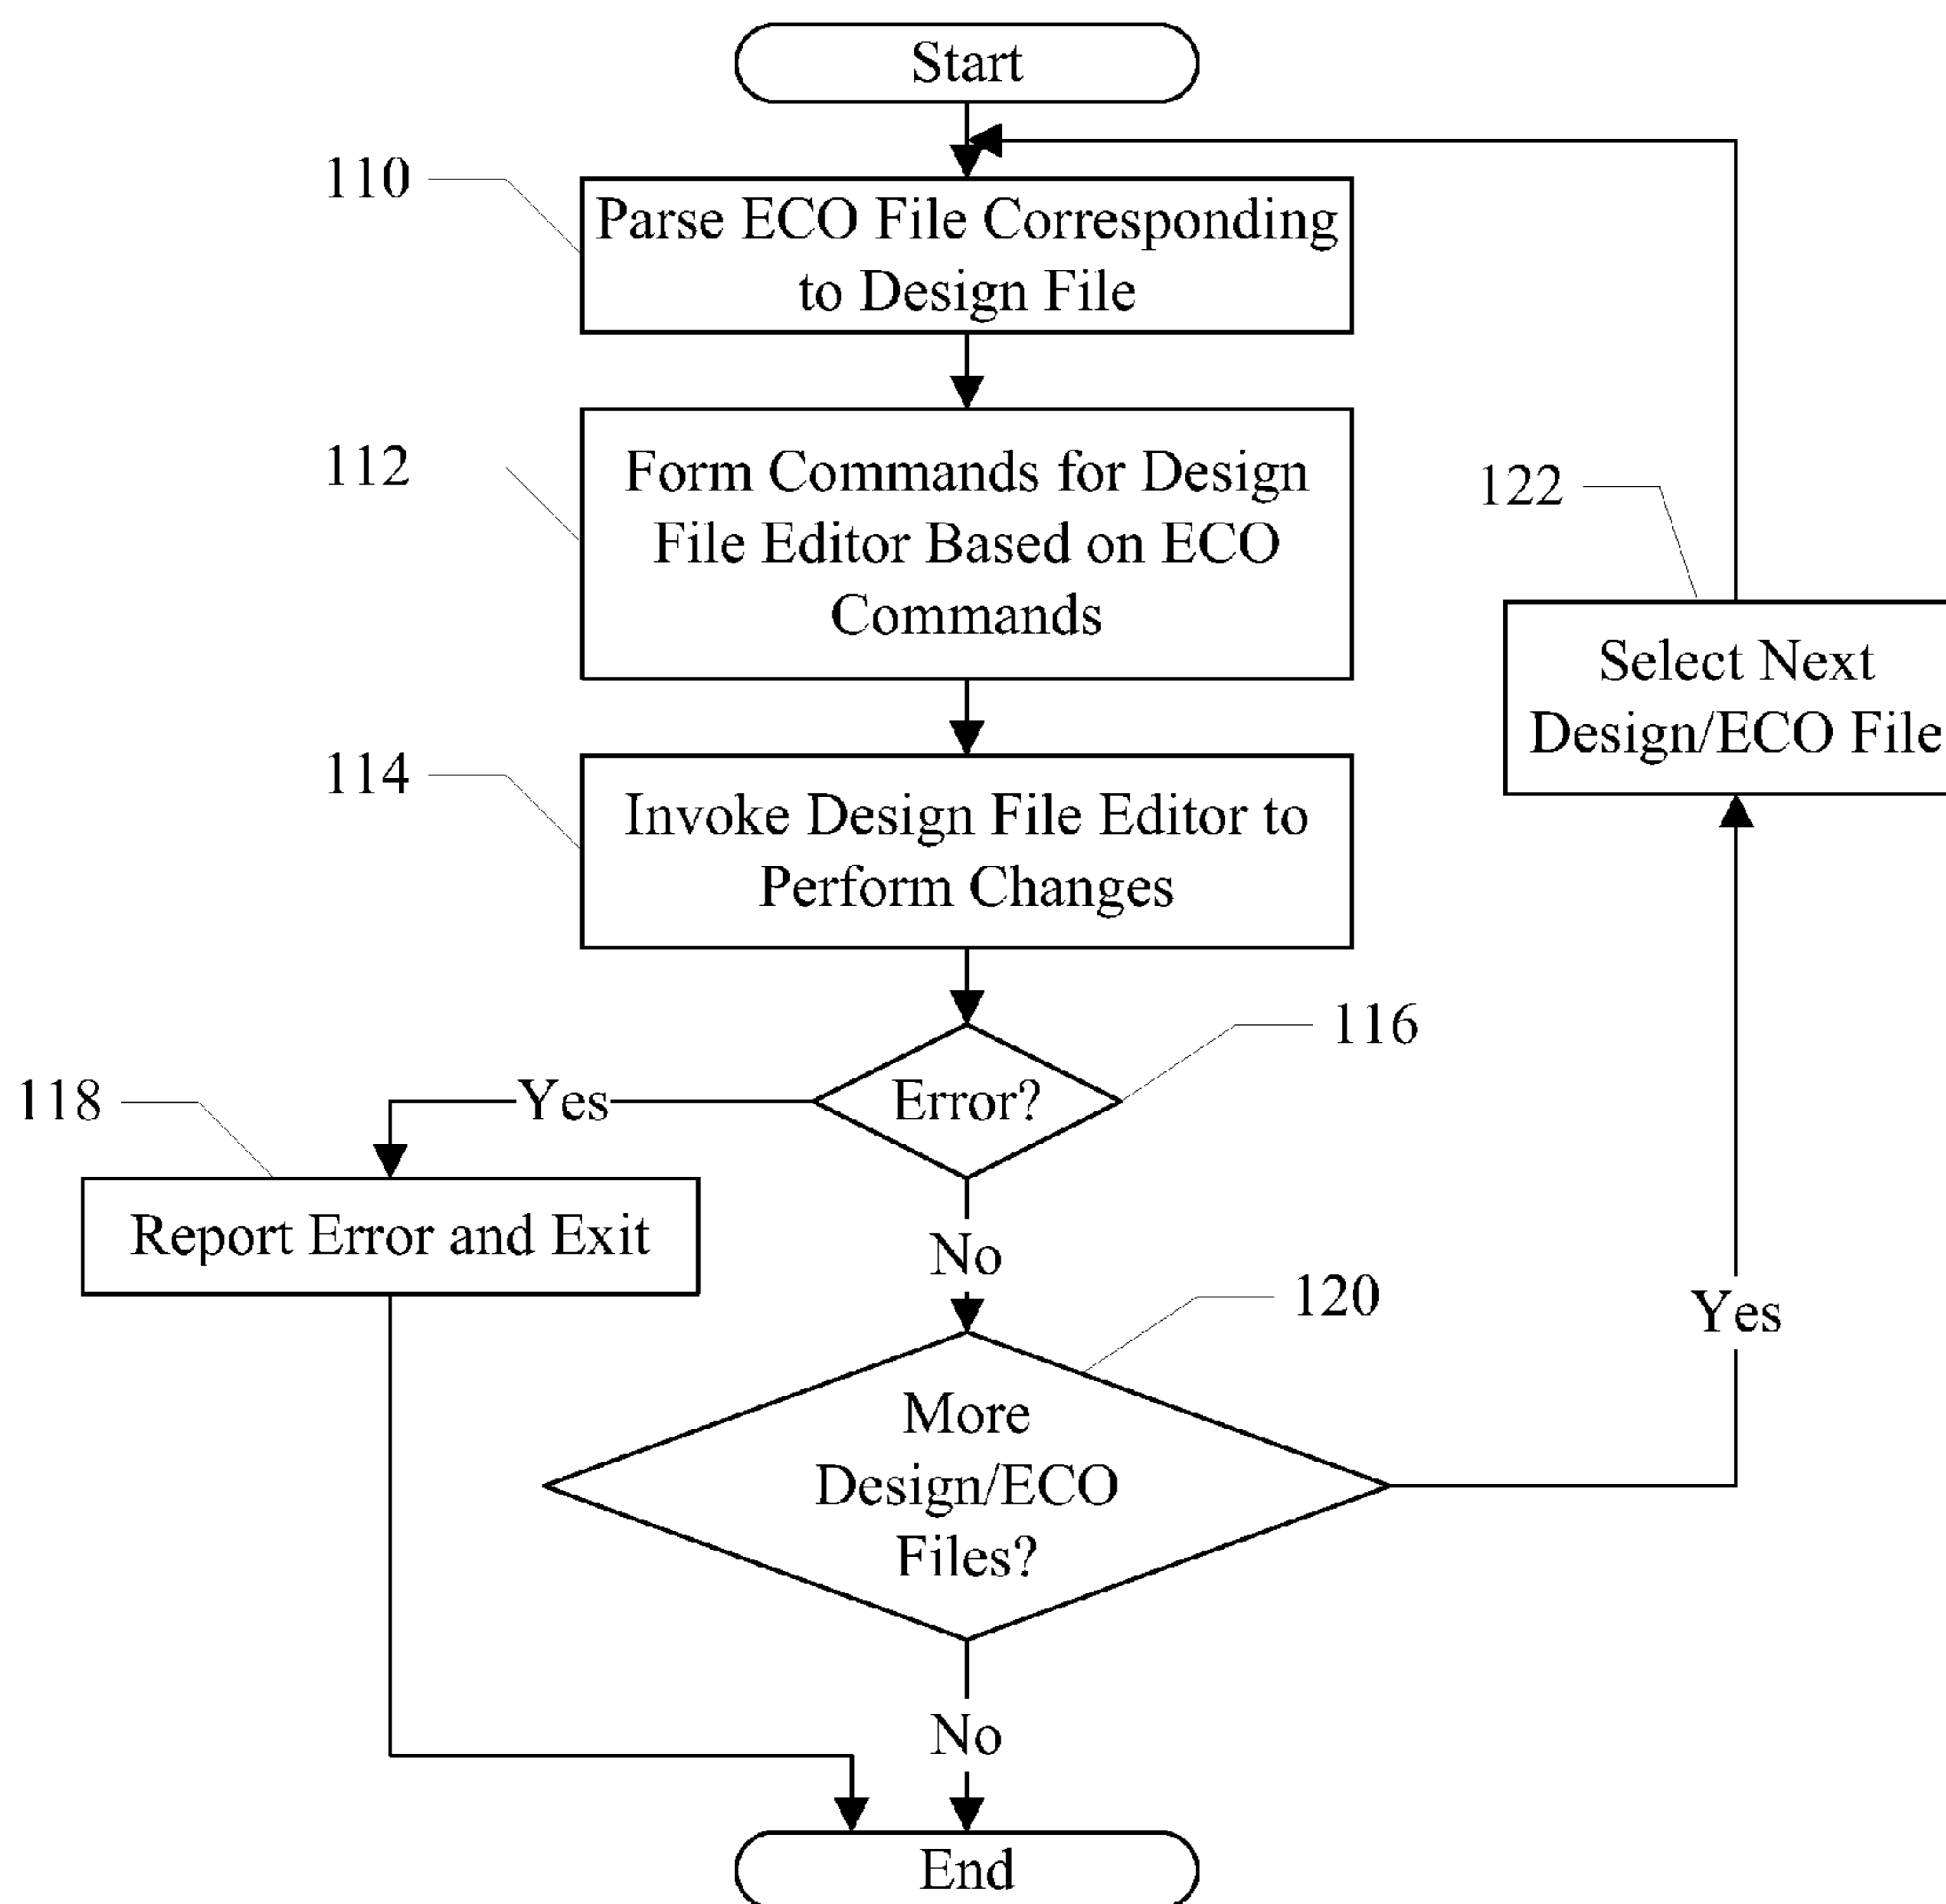 Start
110
Parse ECO File Corresponding
to Design File
112
Form Commands for Design
File Editor Based on ECO
Commands
122
Select Next
Design/ECO File
114
Invoke Design File Editor to
Perform Changes
116
Error?
Yes
118
Report Error and Exit
No
120
More
Design/ECO
Files?
Yes
No
End